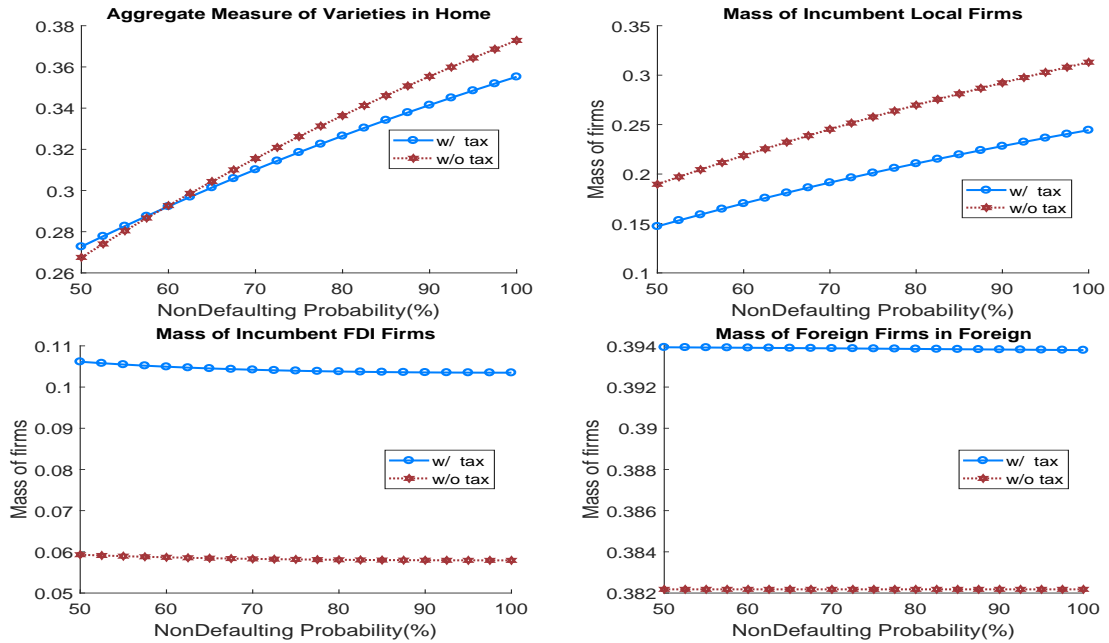 Aggregate Measure of Varieties in Home
0.38
0.36
0.34
0.32
0.3
0.28
0.26
50 60 70 80 90 100
NonDefaulting Probability(%)
w/ tax
w/o tax
Mass of Incumbent Local Firms
Mass of firms
0.35
0.3
0.25
0.2
0.15
0.1
50 60 70 80 90 100
NonDefaulting Probability(%)
w/ tax
w/o tax
Mass of Incumbent FDI Firms
Mass of firms
0.11
0.1
0.09
0.08
0.07
0.06
0.05
50 60 70 80 90 100
NonDefaulting Probability(%)
w/ tax
w/o tax
Mass of Foreign Firms in Foreign
Mass of firms
0.394
0.392
0.39
0.388
0.386
0.384
0.382
50 60 70 80 90 100
NonDefaulting Probability(%)
w/ tax
w/o tax